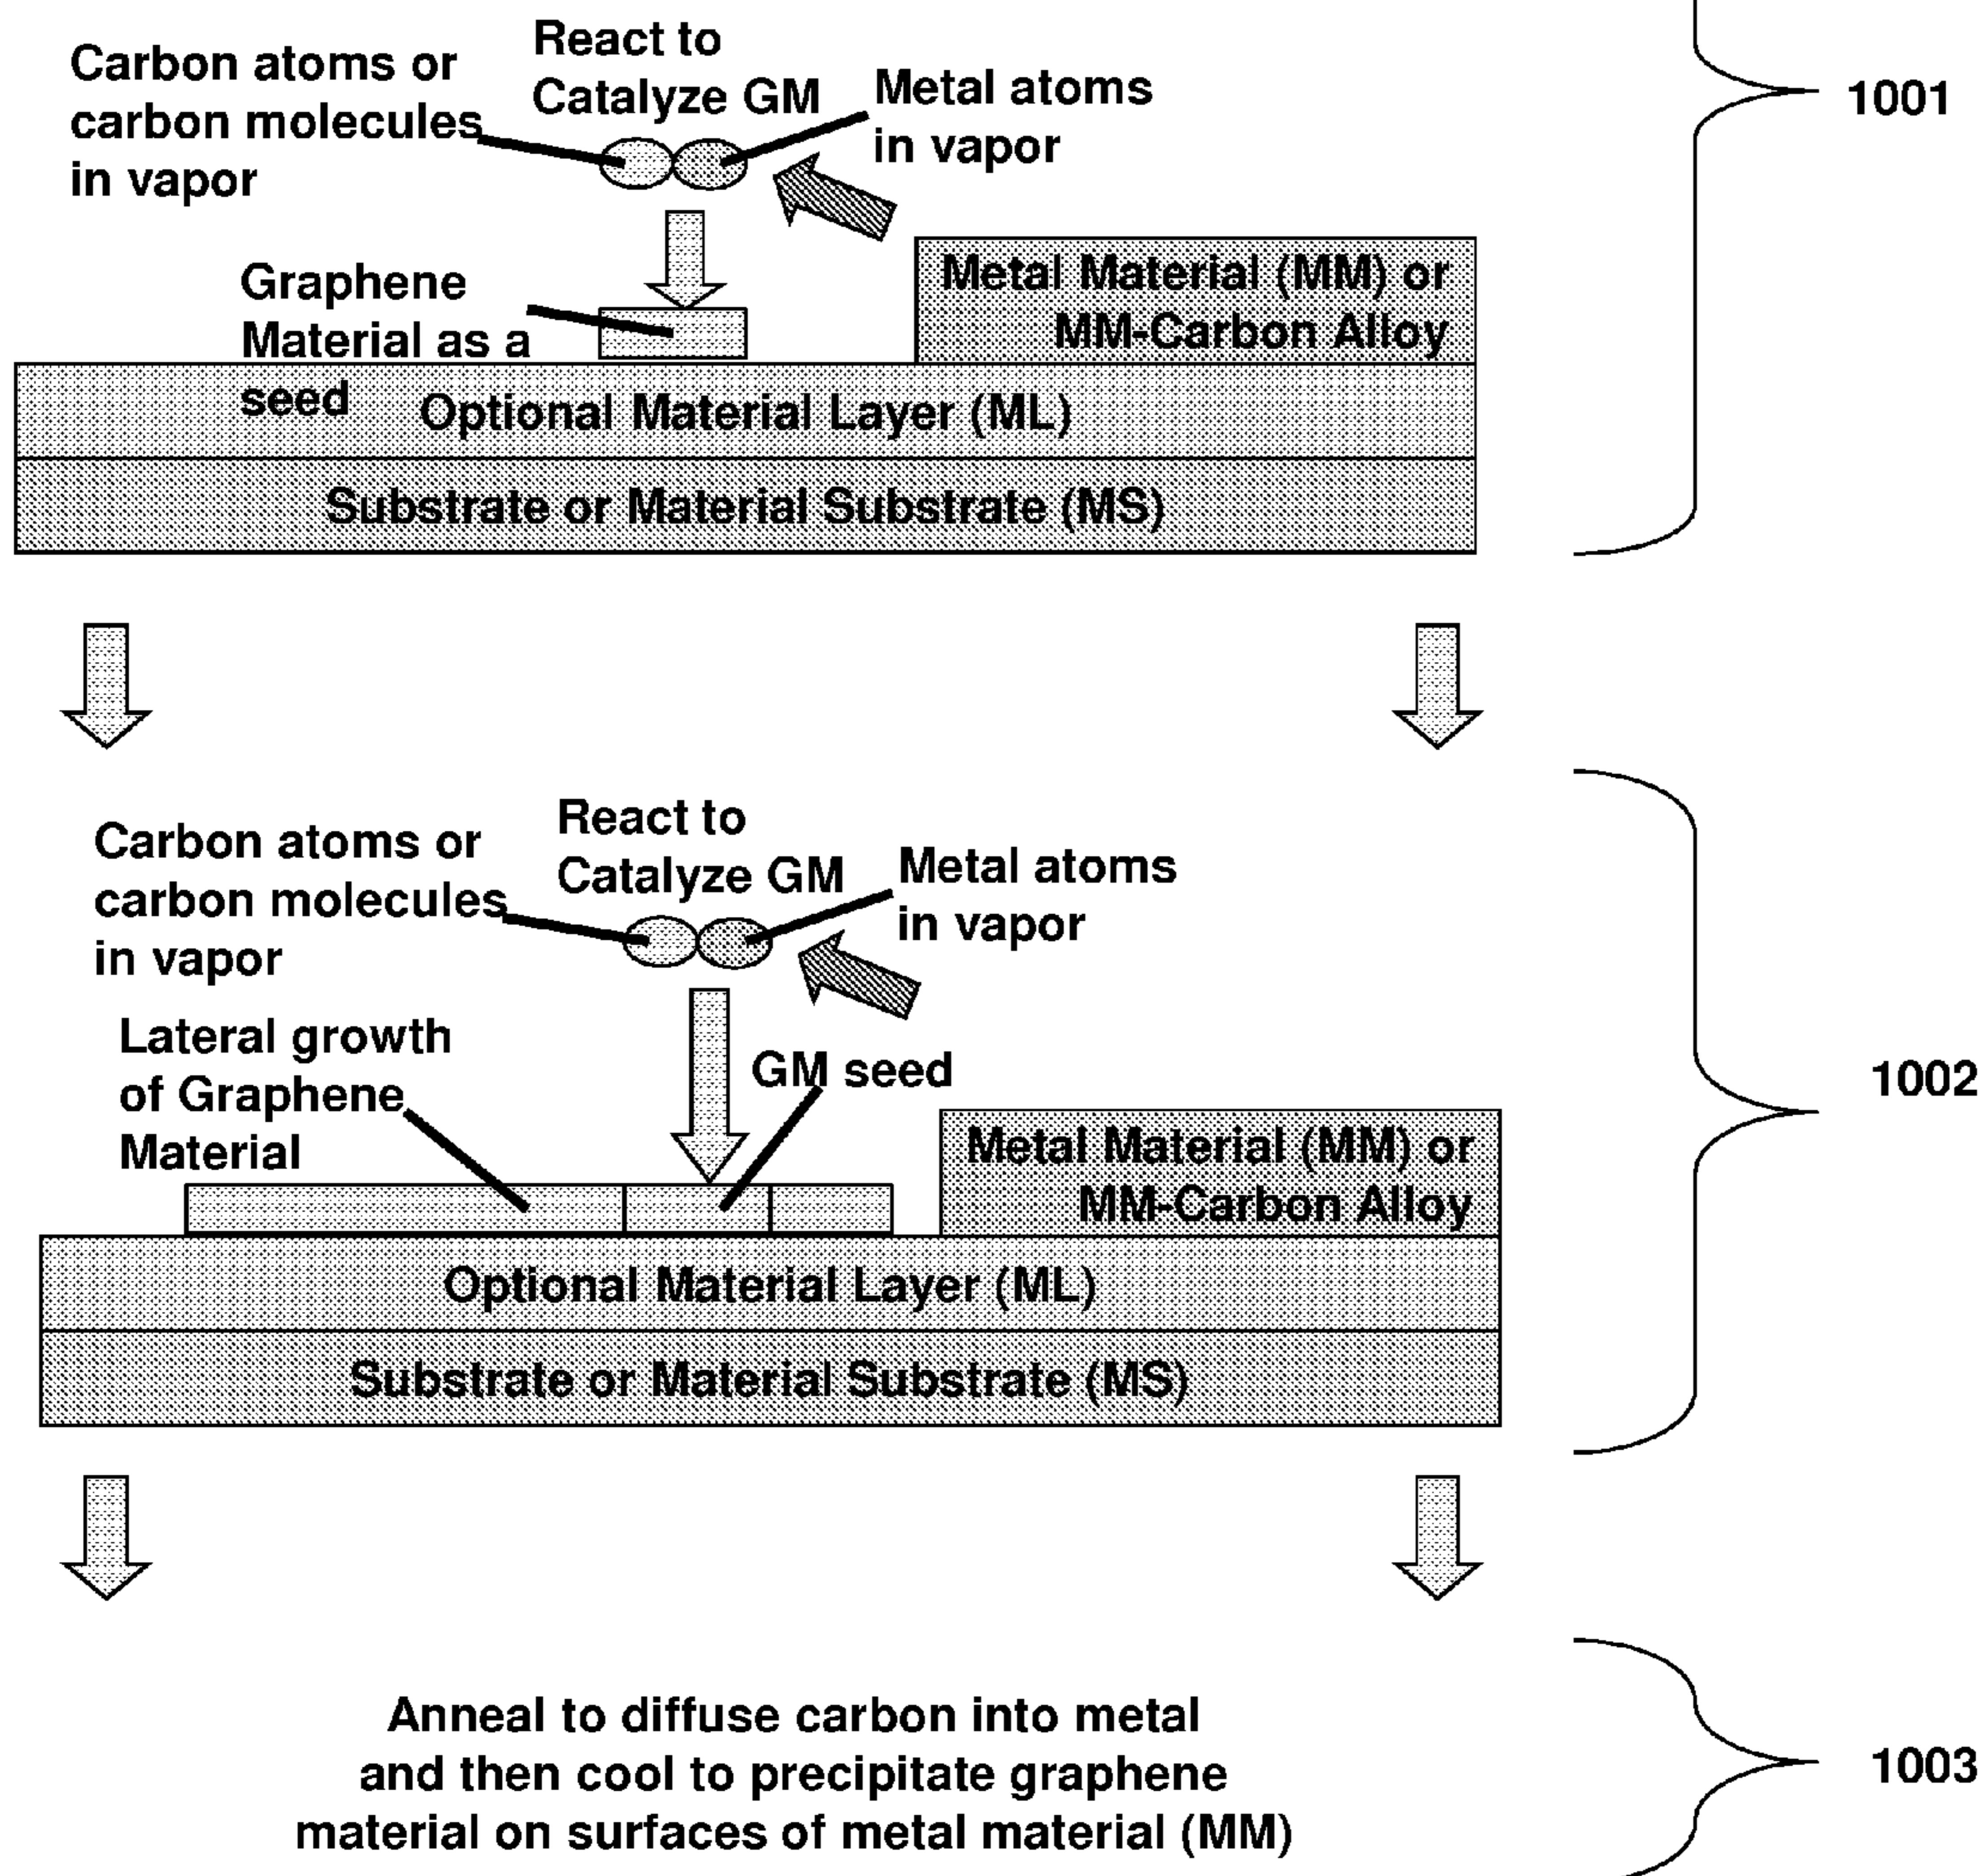 React to
Catalyze GM
Carbon atoms or
carbon molecules
in vapor
Metal atoms
in vapor
1001
Graphene
Material as a
seed
Metal Material (MM) or
MM-Carbon Alloy
Optional Material Layer (ML)
Substrate or Material Substrate (MS)
React to
Catalyze GM
Carbon atoms or
carbon molecules
in vapor
Metal atoms
in vapor
Lateral growth
of Graphene
Material
GM seed
1002
Metal Material (MM) or
MM-Carbon Alloy
Optional Material Layer (ML)
Substrate or Material Substrate (MS)
Anneal to diffuse carbon into metal
and then cool to precipitate graphene
material on surfaces of metal material (MM)
1003